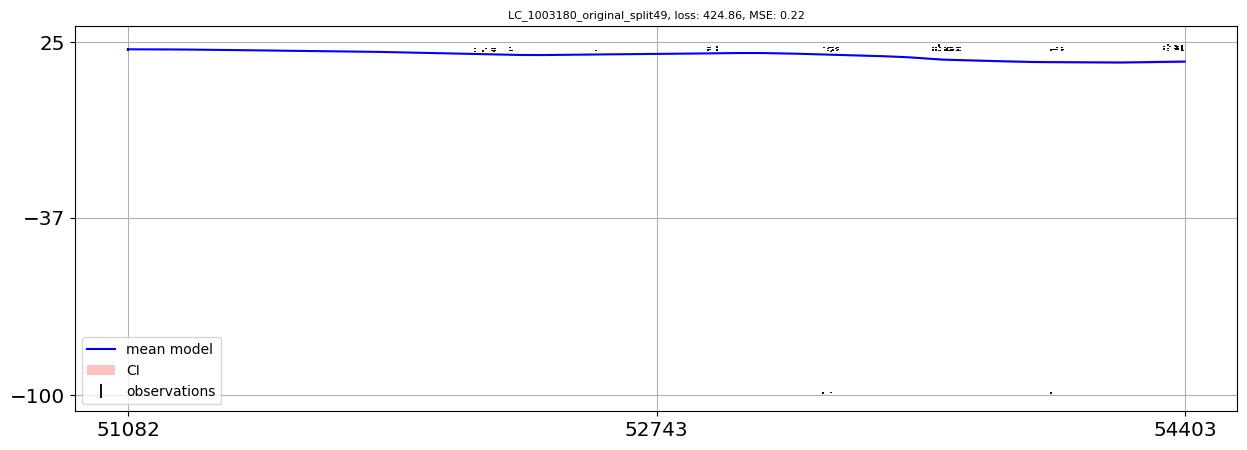 LC_1003180_original_split49, loss: 424.86, MSE: 0.22
25
−37
−100
mean model
CI
observations
51082 52743 54403